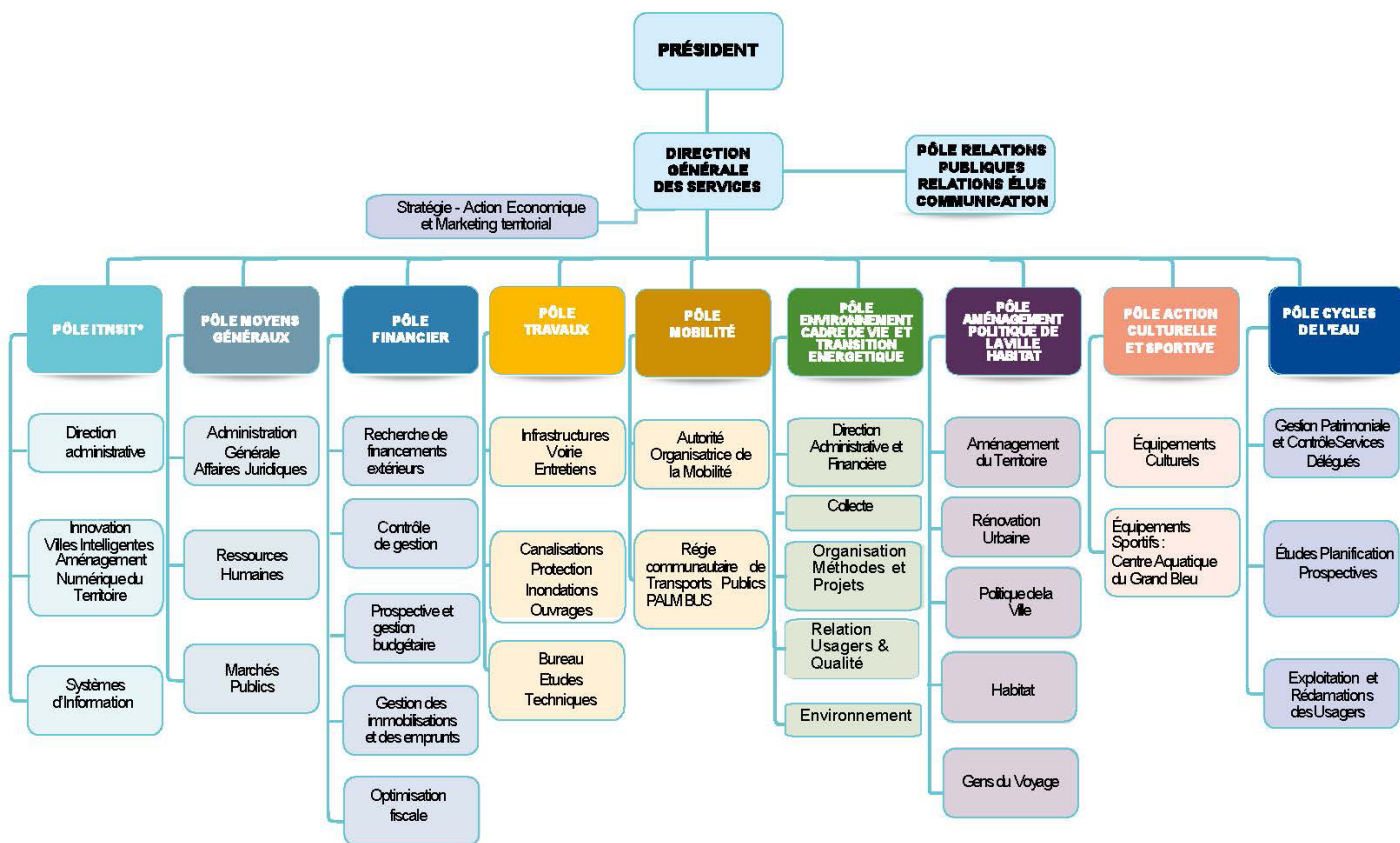 PRÉSIDENT
DIRECTION
GÉNÉRALE
DES SERVICES
PÔLE RELATIONS
PUBLIQUES
RELATIONS ÉLUS
COMMUNICATION
Stratégie - Action Economique
et Marketing territorial
PÔLE ITNSIT*
Direction
administrative
Innovation
Villes Intelligentes
Aménagement
Numérique du
Territoire
Systèmes
d'Information
PÔLE MOYENS
GÉNÉRAUX
Administration
Générale
Affaires Juridiques
Ressources
Humaines
Marchés
Publics
PÔLE
FINANCIER
Recherche de
financements
extérieurs
Contrôle
de gestion
Prospective et
gestion
budgétaire
Gestion des
immobilisations
et des emprunts
Optimisation
fiscale
PÔLE
TRAVAUX
Infrastructures
Voirie
Entretiens
Canalisations
Protection
Inondations
Ouvrages
Bureau
Etudes
Techniques
PÔLE
MOBILITÉ
Autorité
Organisatrice de
la Mobilité
Régie
communautaire de
Transports Publics
PALM BUS
PÔLE
ENVIRONNEMENT
CADRE DE VIE ET
TRANSITION
ENERGETIQUE
Direction
Administrative et
Financière
Collecte
Organisation
Méthodes et
Projets
Relation
Usagers &
Qualité
Environnement
PÔLE
AMÉNAGEMENT
POLITIQUE DE
LA VILLE
HABITAT
Aménagement
du Territoire
Rénovation
Urbaine
Politique de la
Ville
Habitat
Gens du Voyage
PÔLE ACTION
CULTURELLE
ET SPORTIVE
Équipements
Culturels
Équipements
Sportifs :
Centre Aquatique
du Grand Bleu
PÔLE CYCLES
DE L'EAU
Gestion Patrimoniale
et Contrôle Services
Délégués
Études Planification
Prospectives
Exploitation et
Réclamations
des Usagers